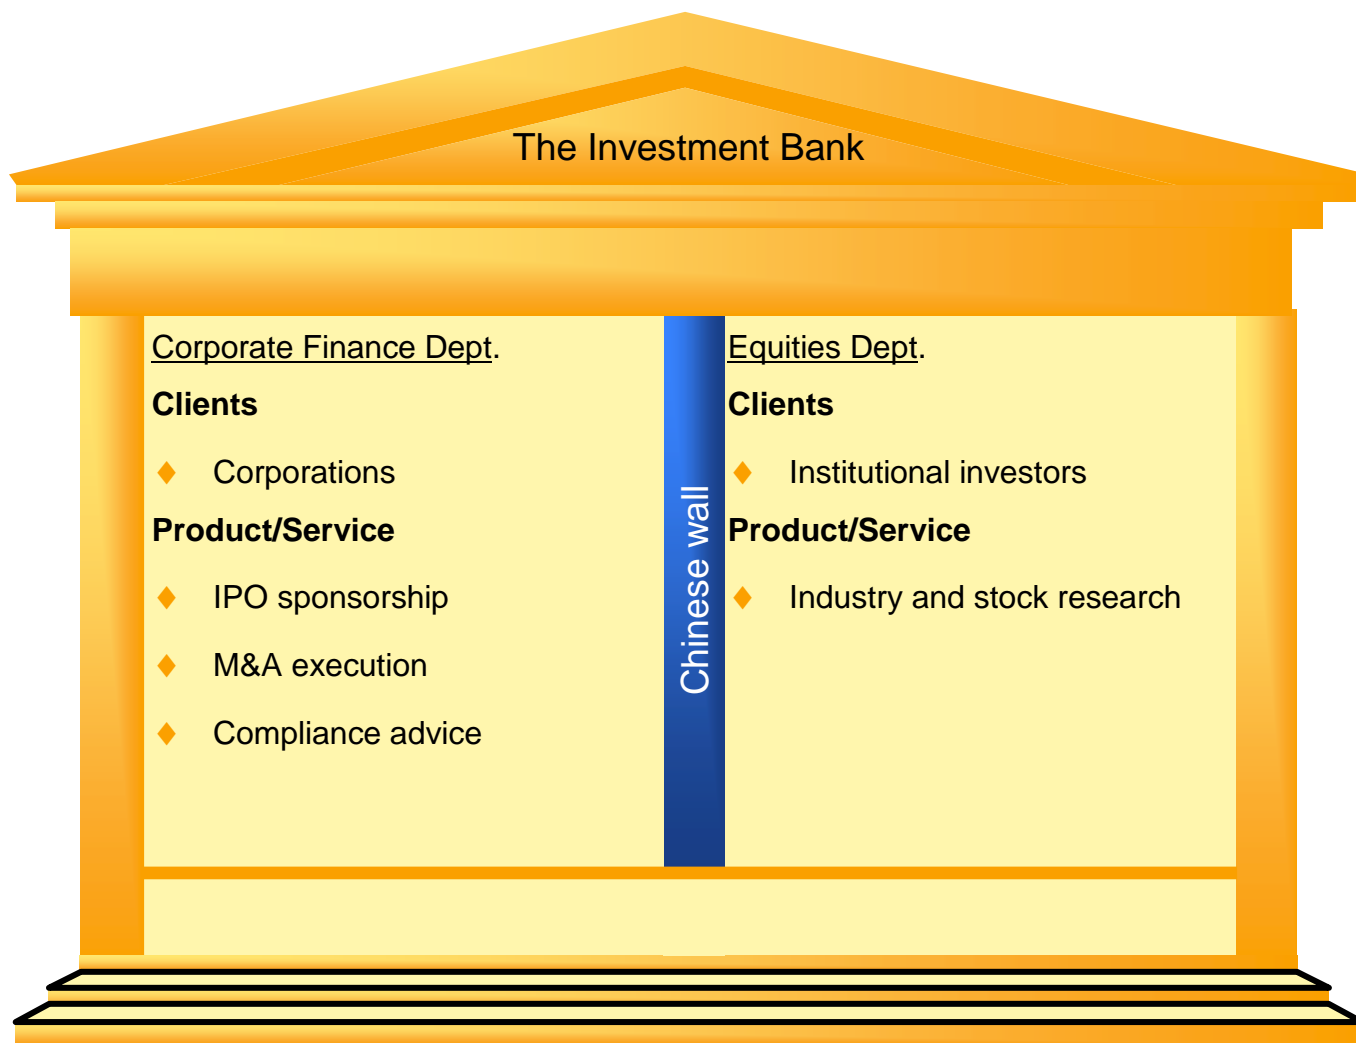 The Investment Bank
Corporate Finance Dept.
Clients
♦ Corporations
Product/Service
♦ IPO sponsorship
♦ M&A execution
♦ Compliance advice
Chinese wall
Equities Dept.
Clients
♦ Institutional investors
Product/Service
♦ Industry and stock research